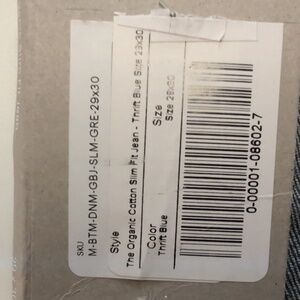 SKU
M-BTM-DNM-GBJ-SLM-GRE-29x30
Style
The Organic Cotton Slim Fit Jean - Thrift Blue Size 29x30
Color
Thrift Blue
Size
Size 29x30
0-00001-08602-7